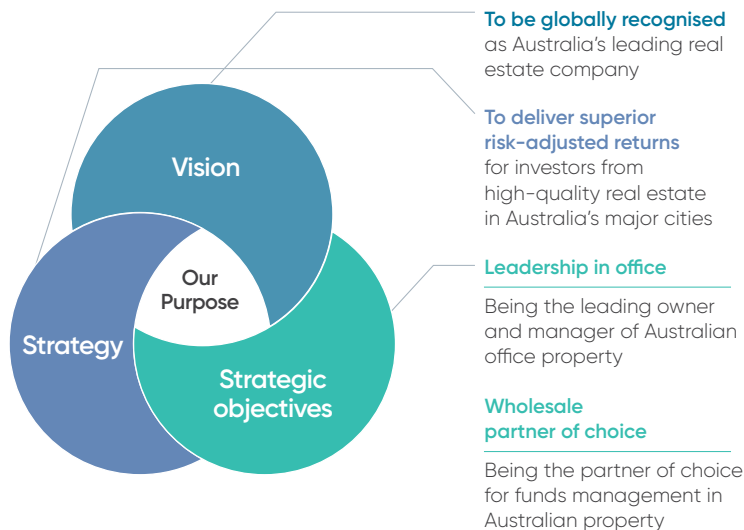 Vision
Our
Purpose
Strategy
Strategic
objectives
To be globally recognised
as Australia's leading real
estate company
To deliver superior
risk-adjusted returns
for investors from
high-quality real estate
in Australia's major cities
Leadership in office
Being the leading owner
and manager of Australian
office property
Wholesale
partner of choice
Being the partner of choice
for funds management in
Australian property